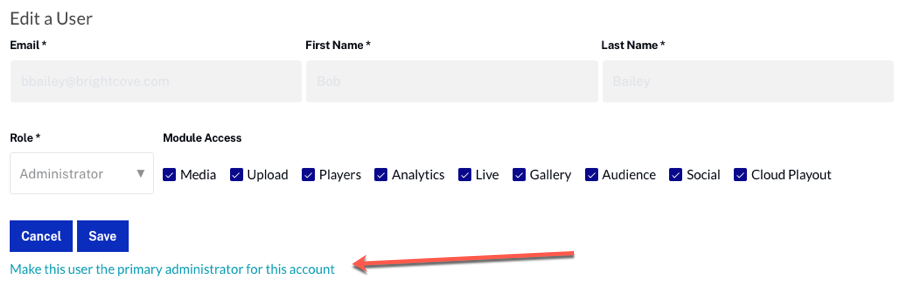 Edit a User
Email * First Name * Last Name *
bbailey@brightcove.com Bob Bailey
Role * Module Access
Administrator Media Upload Players Analytics Live Gallery Audience Social Cloud Playout
Cancel Save
Make this user the primary administrator for this account